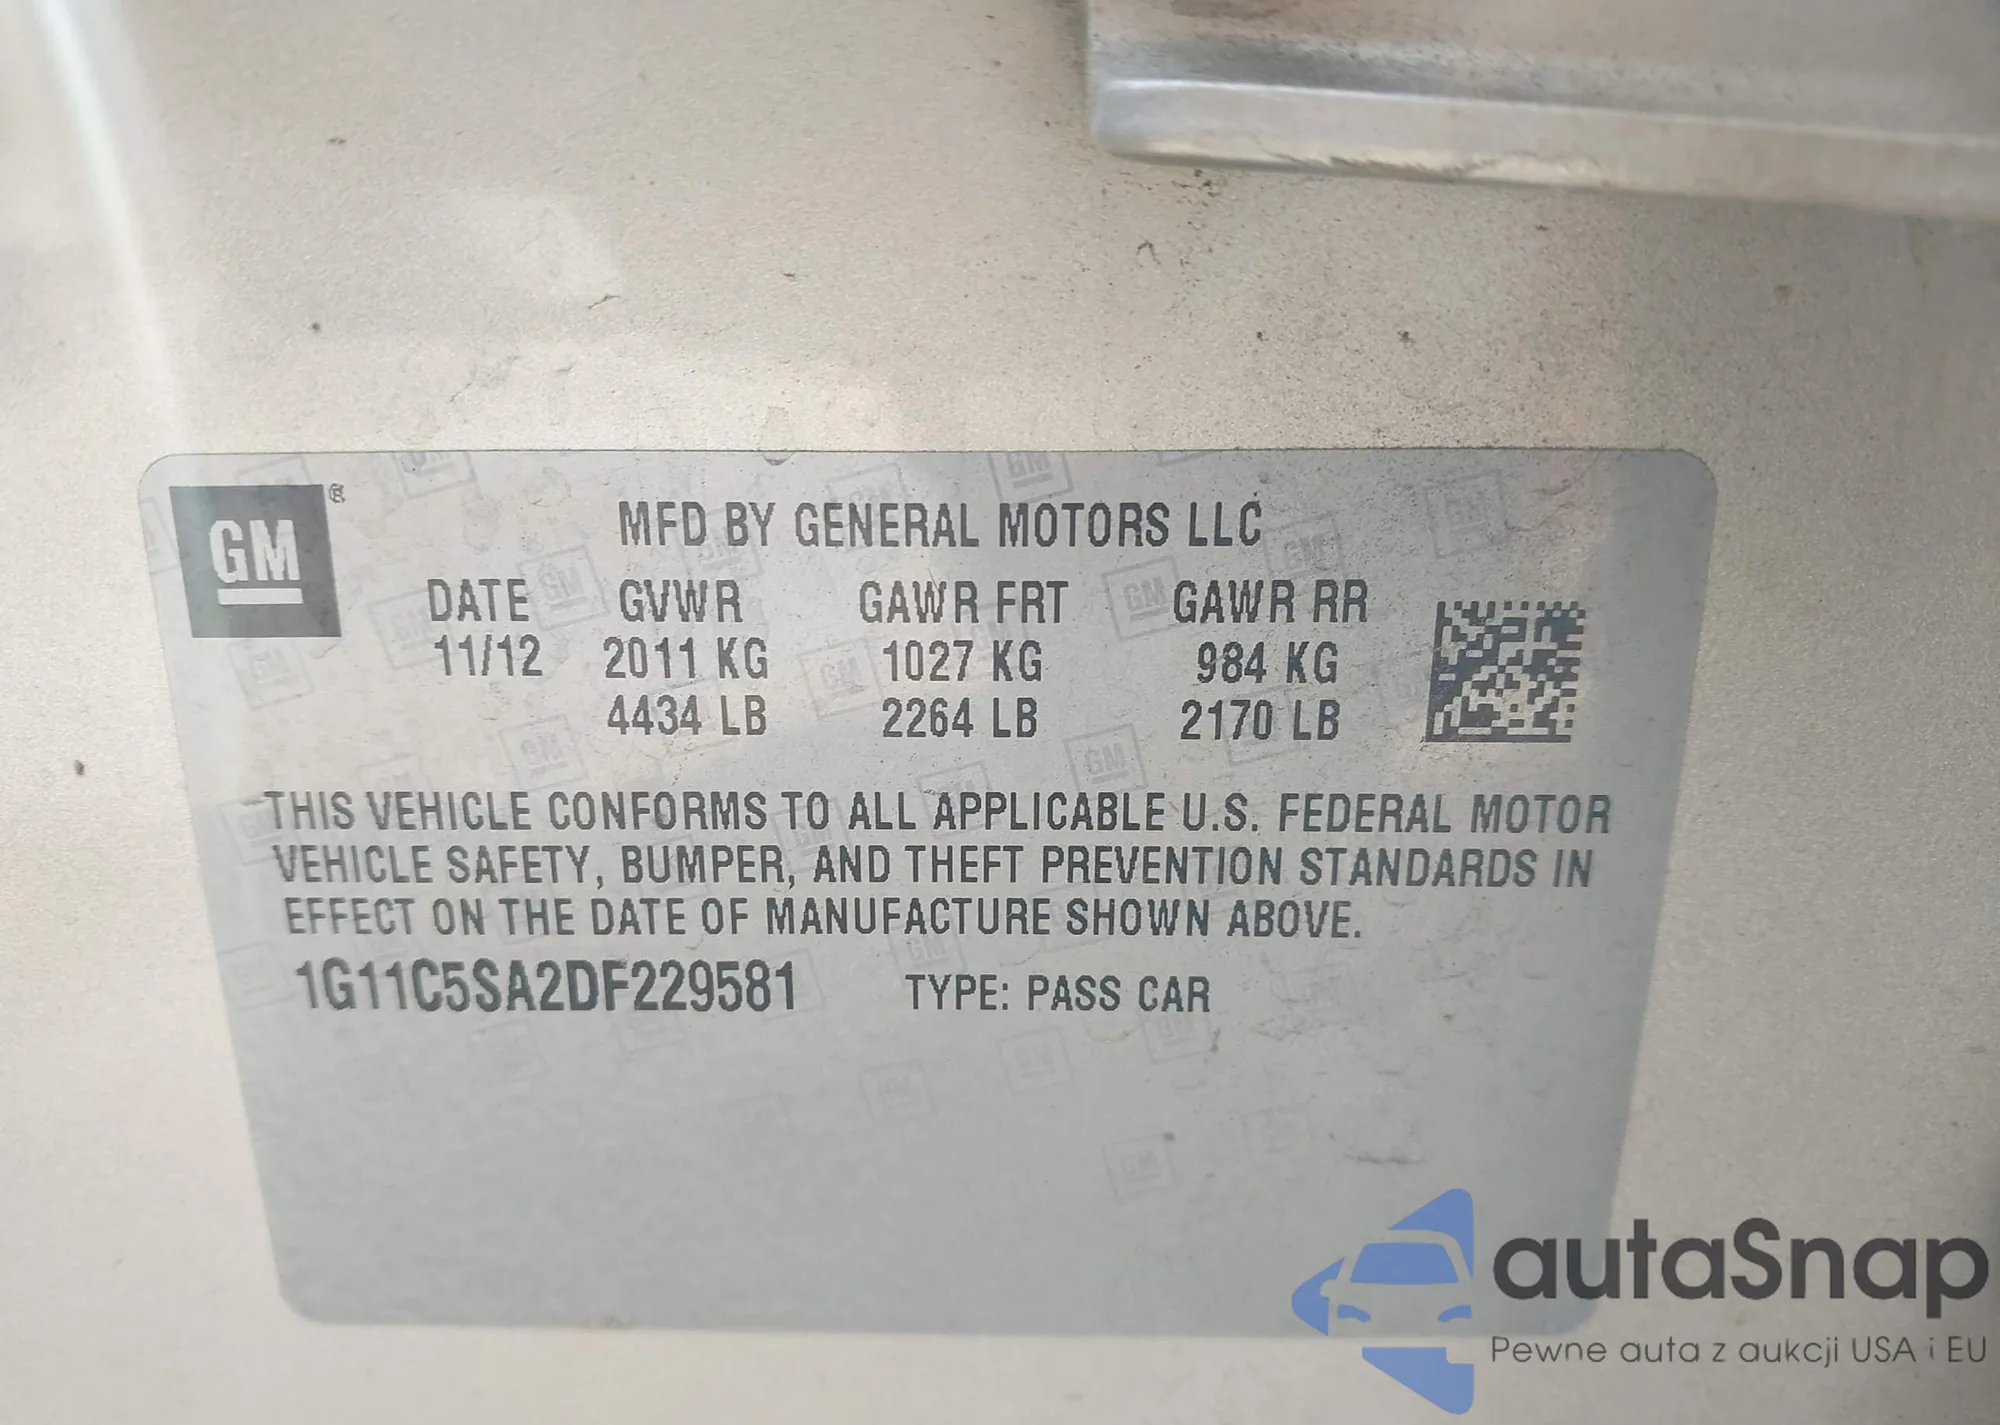 GM ®
MFD BY GENERAL MOTORS LLC
DATE GVWR GAWR FRT GAWR RR
11/12 2011 KG 1027 KG 984 KG
4434 LB 2264 LB 2170 LB
THIS VEHICLE CONFORMS TO ALL APPLICABLE U.S. FEDERAL MOTOR
VEHICLE SAFETY, BUMPER, AND THEFT PREVENTION STANDARDS IN
EFFECT ON THE DATE OF MANUFACTURE SHOWN ABOVE.
1G11C5SA2DF229581 TYPE: PASS CAR
autaSnap
Pewne auta z aukcji USA i EU